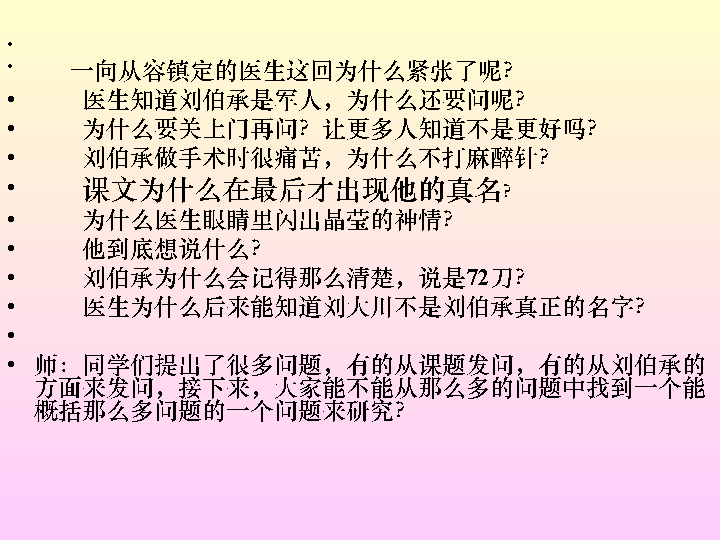 一向从容镇定的医生这回为什么紧张了呢?
医生知道刘伯承是军人，为什么还要问呢?
为什么要关上门再问? 让更多人知道不是更好吗?
刘伯承做手术时很痛苦，为什么不打麻醉针?
课文为什么在最后才出现他的真名?
为什么医生眼睛里闪出晶莹的神情?
他到底想说什么?
刘伯承为什么会记得那么清楚，说是72刀?
医生为什么后来能知道刘大川不是刘伯承真正的名字?
师：同学们提出了很多问题，有的从课题发问，有的从刘伯承的
方面来发问，接下来，大家能不能从那么多的问题中找到一个能
概括那么多问题的一个问题来研究?